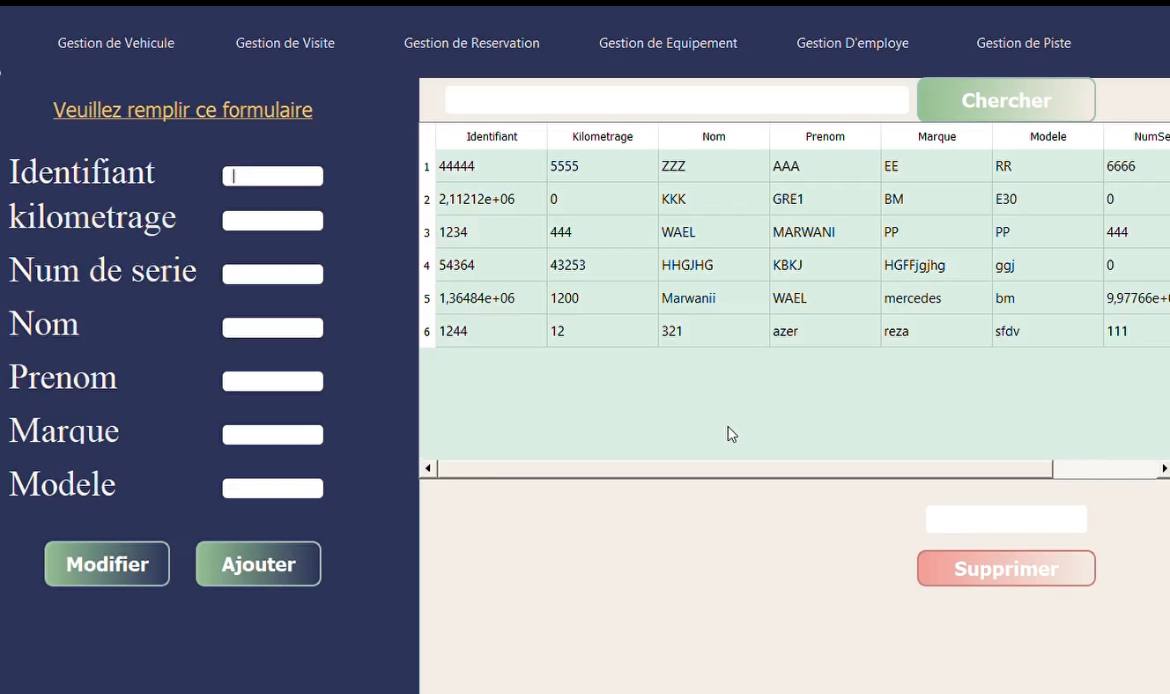 Gestion de Vehicule Gestion de Visite Gestion de Reservation Gestion de Equipement Gestion D'employe Gestion de Piste
Veuillez remplir ce formulaire
Identifiant
kilometrage
Num de serie
Nom
Prenom
Marque
Modele
Modifier Ajouter
Chercher
Identifiant Kilometrage Nom Prenom Marque Modele NumSe
1 44444 5555 ZZZ AAA EE RR 6666
2 2,11212e+06 0 KKK GRE1 BM E30 0
3 1234 444 WAEL MARWANI PP PP 444
4 54364 43253 HHGJHG KBKJ HGFFjgjhg ggj 0
5 1,36484e+06 1200 Marwanii WAEL mercedes bm 9,97766e+
6 1244 12 321 azer reza sfdv 111
Supprimer